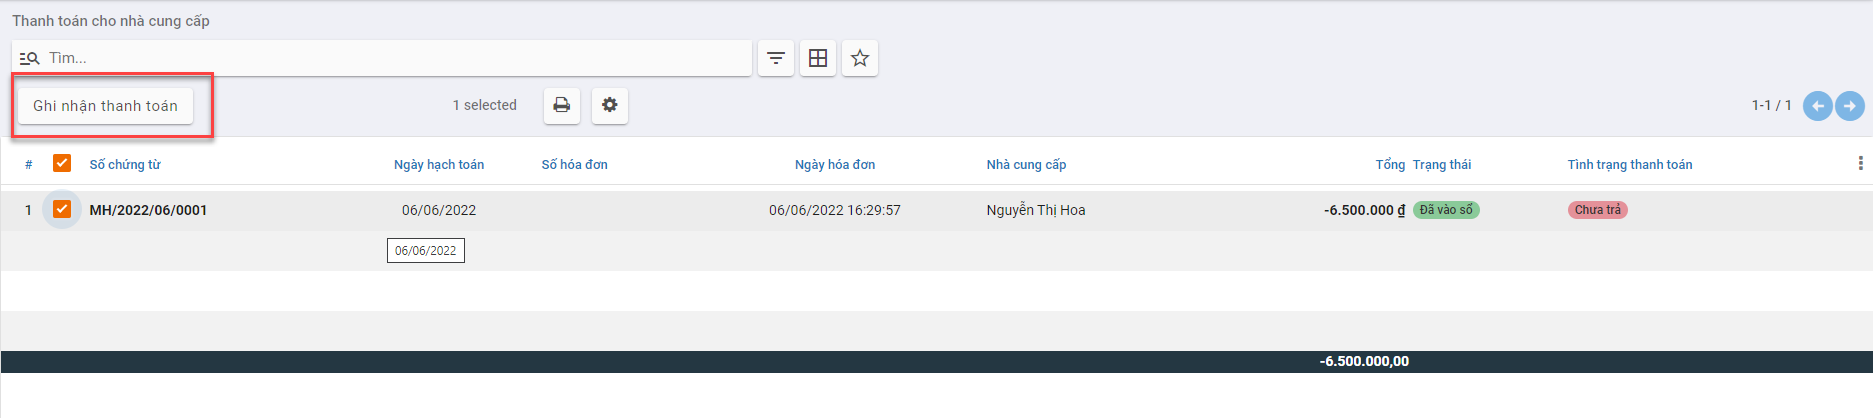 Thanh toán cho nhà cung cấp
Tìm...
Ghi nhận thanh toán 1 selected 1-1 / 1
# Số chứng từ Ngày hạch toán Số hóa đơn Ngày hóa đơn Nhà cung cấp Tổng Trạng thái Tình trạng thanh toán
1 MH/2022/06/0001 06/06/2022 06/06/2022 16:29:57 Nguyễn Thị Hoa -6.500.000 ₫ Đã vào sổ Chưa trả
06/06/2022
-6.500.000,00